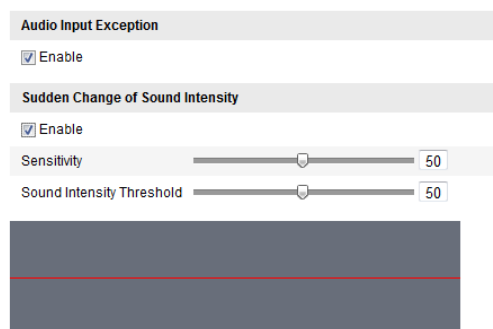 Audio Input Exception
Enable
Sudden Change of Sound Intensity
Enable
Sensitivity 50
Sound Intensity Threshold 50